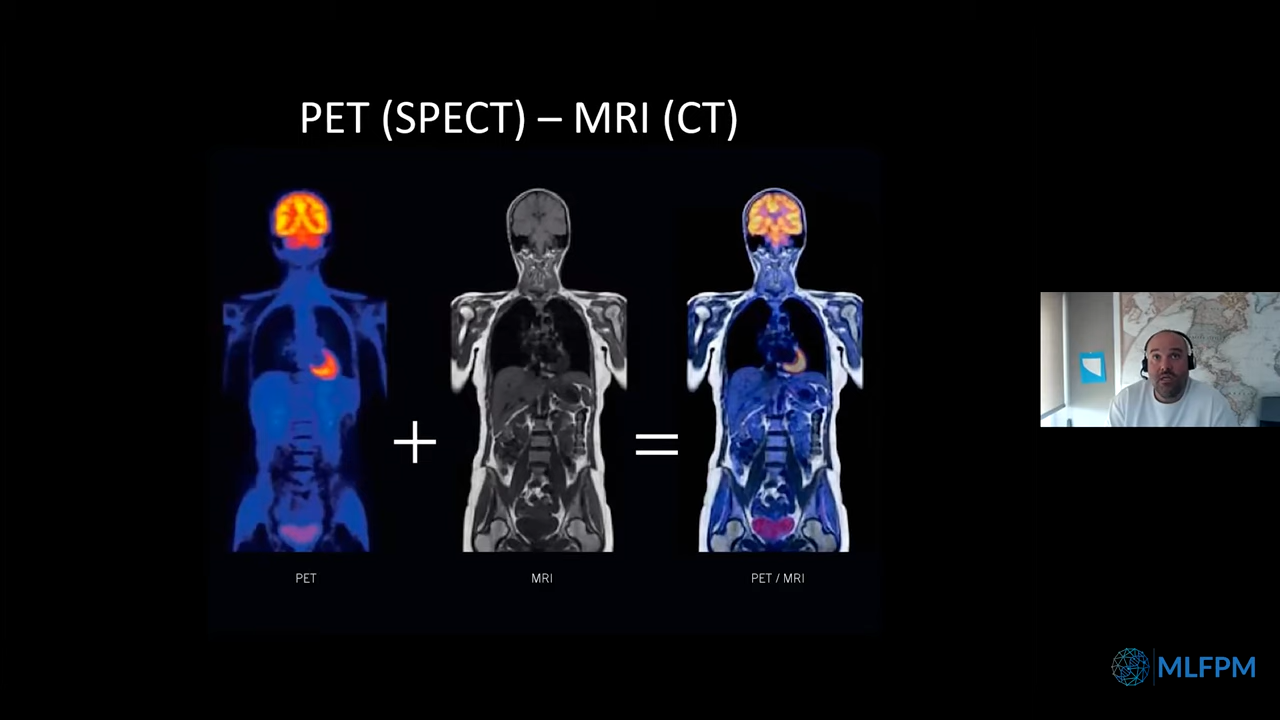 PET (SPECT) – MRI (CT)
+
=
PET
MRI
PET / MRI
MLFPM